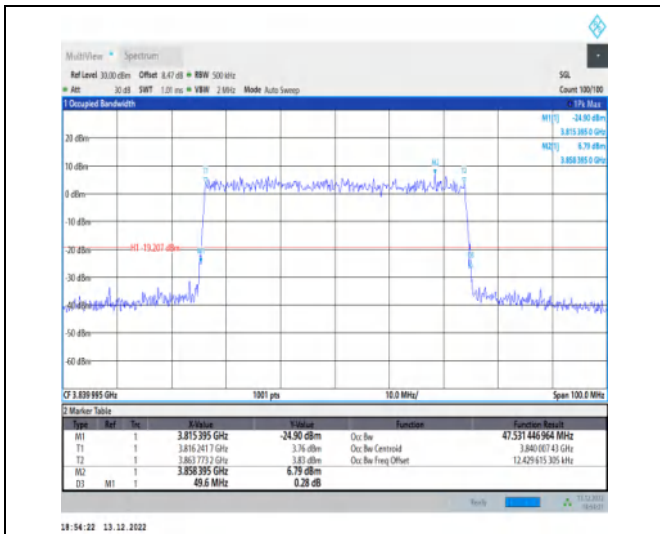 MultiView Spectrum
Ref Level 30.00 dBm Offset 8.47 dB RBW 500 kHz SGL
Att 30 dB SWT 1.01 ms VBW 2 MHz Mode Auto Sweep Count 100/100
1 Occupied Bandwidth 1Pk Max
M1[1] -24.90 dBm
3.815 395 0 GHz
M2[1] 6.79 dBm
3.858 395 0 GHz
20 dBm
10 dBm
T1 M2 T2
0 dBm
-10 dBm
-20 dBm H1 -19.207 dBm
-30 dBm
-40 dBm
-50 dBm
-60 dBm
CF 3.839 995 GHz 1001 pts 10.0 MHz/ Span 100.0 MHz
2 Marker Table
Type Ref Trc X-Value Y-Value Function Function Result
M1 1 3.815 395 GHz -24.90 dBm Occ Bw 47.531 446 964 MHz
T1 1 3.816 241 7 GHz 3.76 dBm Occ Bw Centroid 3.840 007 43 GHz
T2 1 3.863 773 2 GHz 3.83 dBm Occ Bw Freq Offset 12.429 615 305 kHz
M2 1 3.858 395 GHz 6.79 dBm
D3 M1 1 49.6 MHz 0.28 dB
Ready
18:54:22 13.12.2022